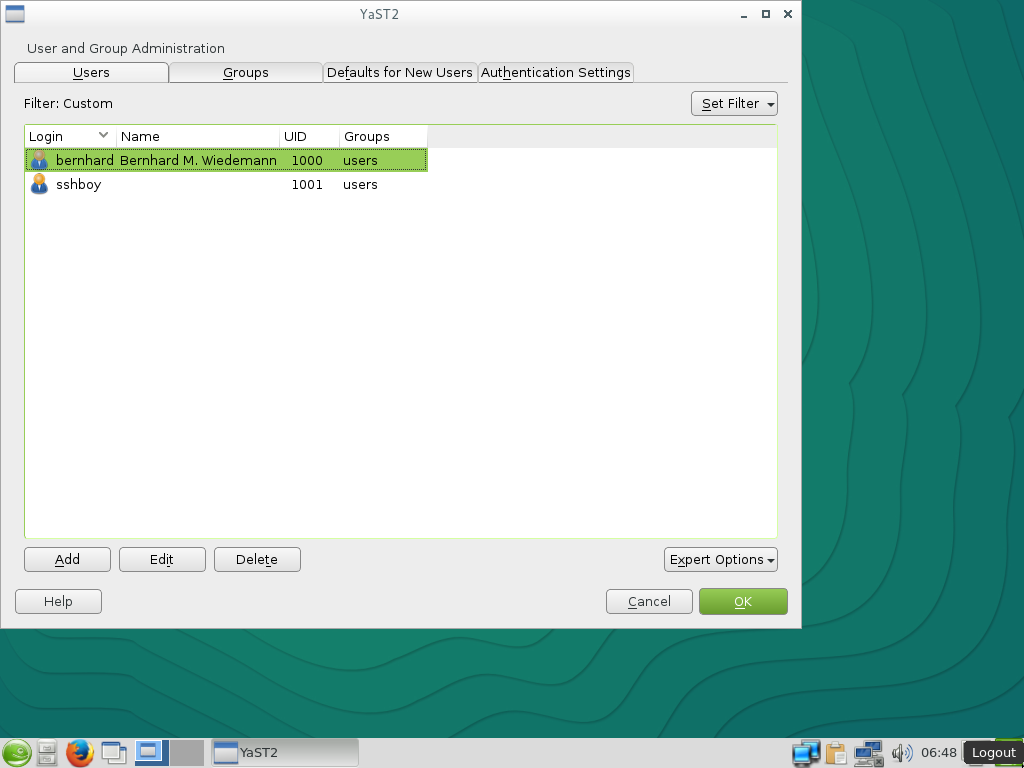 YaST2
User and Group Administration
Users Groups Defaults for New Users Authentication Settings
Filter: Custom Set Filter
Login Name UID Groups
bernhard Bernhard M. Wiedemann 1000 users
sshboy 1001 users
Add Edit Delete Expert Options
Help Cancel OK
YaST2 06:48 Logout